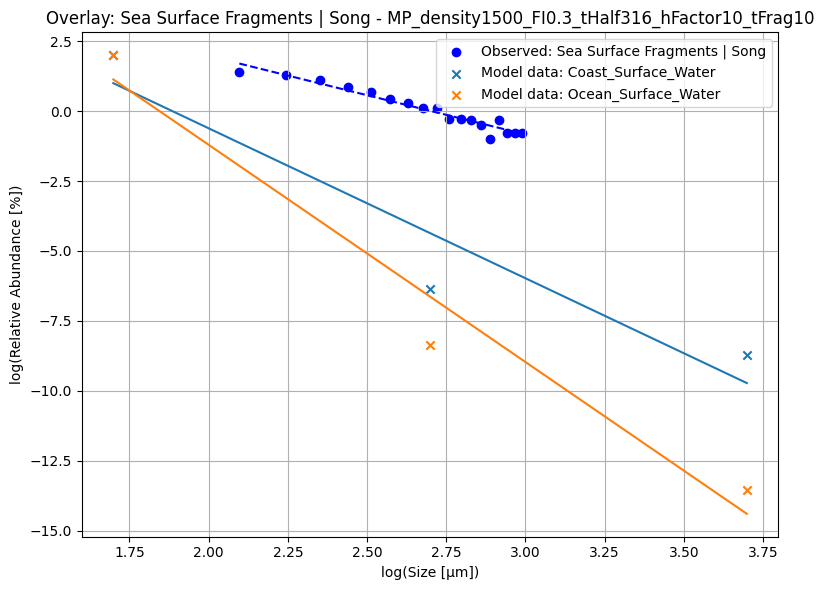 Overlay: Sea Surface Fragments | Song - MP_density1500_FI0.3_tHalf316_hFactor10_tFrag10
Observed: Sea Surface Fragments | Song
Model data: Coast_Surface_Water
Model data: Ocean_Surface_Water
log(Relative Abundance [%])
2.5
0.0
−2.5
−5.0
−7.5
−10.0
−12.5
−15.0
1.75 2.00 2.25 2.50 2.75 3.00 3.25 3.50 3.75
log(Size [µm])